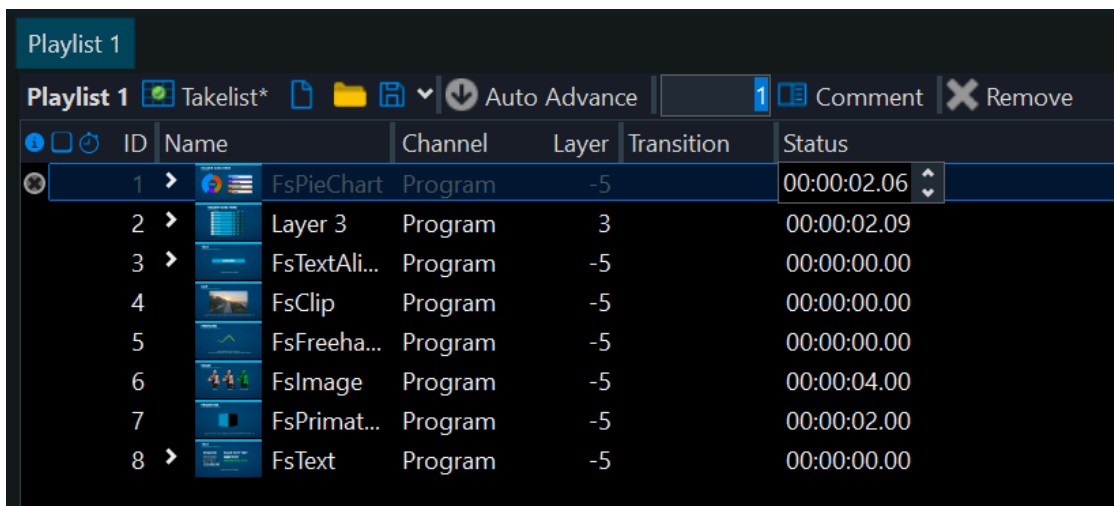 Playlist 1
Playlist 1 Takelist* Auto Advance 1 Comment Remove
ID Name Channel Layer Transition Status
1 FsPieChart Program -5 00:00:02.06
2 Layer 3 Program 3 00:00:02.09
3 FsTextAli... Program -5 00:00:00.00
4 FsClip Program -5 00:00:00.00
5 FsFreeha... Program -5 00:00:00.00
6 FsImage Program -5 00:00:04.00
7 FsPrimat... Program -5 00:00:02.00
8 FsText Program -5 00:00:00.00